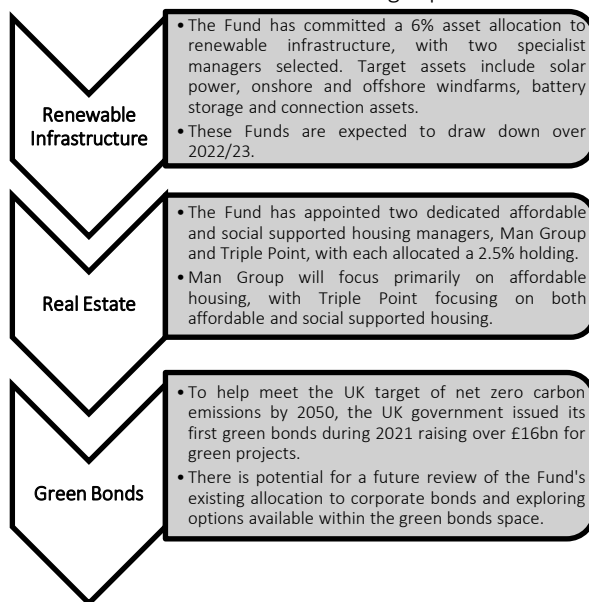 Renewable
Infrastructure
• The Fund has committed a 6% asset allocation to
renewable infrastructure, with two specialist
managers selected. Target assets include solar
power, onshore and offshore windfarms, battery
storage and connection assets.
• These Funds are expected to draw down over
2022/23.
Real Estate
• The Fund has appointed two dedicated affordable
and social supported housing managers, Man Group
and Triple Point, with each allocated a 2.5% holding.
• Man Group will focus primarily on affordable
housing, with Triple Point focusing on both
affordable and social supported housing.
Green Bonds
• To help meet the UK target of net zero carbon
emissions by 2050, the UK government issued its
first green bonds during 2021 raising over £16bn for
green projects.
• There is potential for a future review of the Fund's
existing allocation to corporate bonds and exploring
options available within the green bonds space.